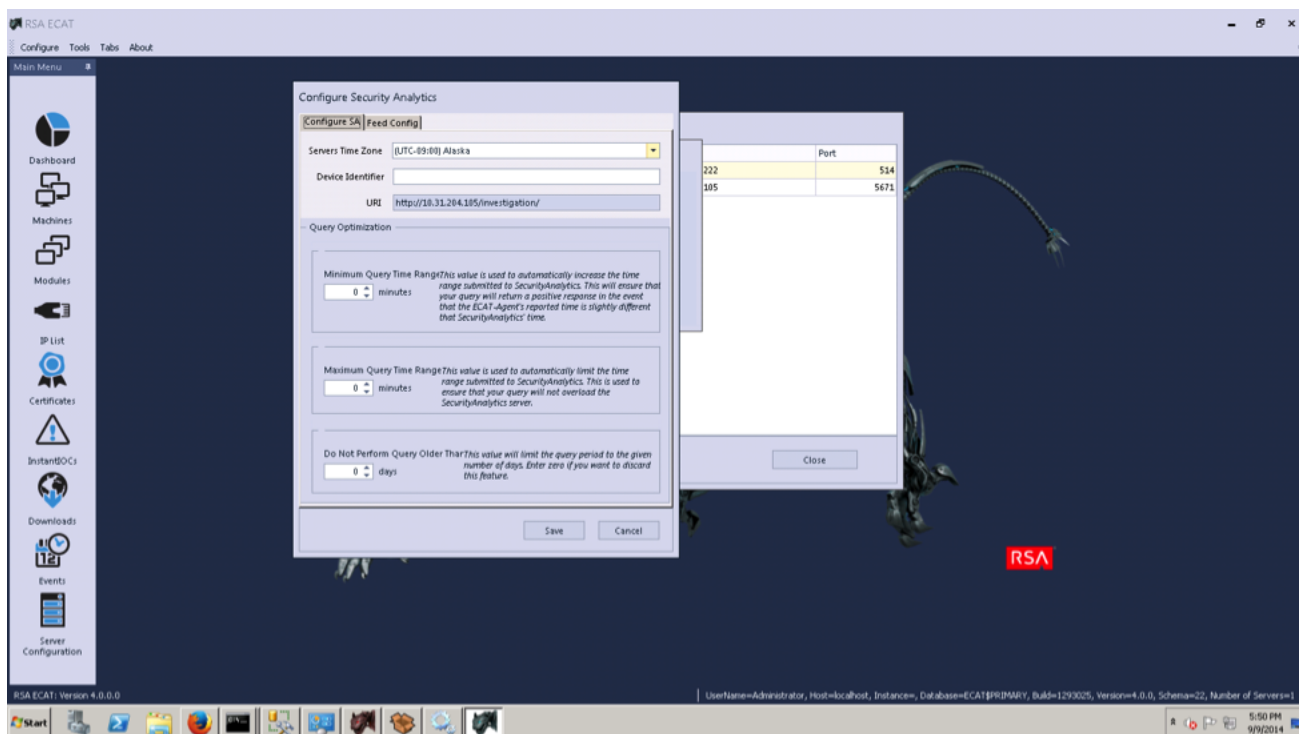 RSA ECAT
Configure Tools Tabs About
Main Menu
Dashboard
Machines
Modules
IP List
Certificates
InstantIOCs
Downloads
Events
Server
Configuration
Configure Security Analytics
Configure SA Feed Config
Servers Time Zone (UTC-09:00) Alaska
Device Identifier
URI http://10.31.204.105/investigation/
Query Optimization
Minimum Query Time Range
0 minutes
This value is used to automatically increase the time
range submitted to SecurityAnalytics. This will ensure that
your query will return a positive response in the event
that the ECAT-Agent's reported time is slightly different
that SecurityAnalytics' time.
Maximum Query Time Range
0 minutes
This value is used to automatically limit the time
range submitted to SecurityAnalytics. This is used to
ensure that your query will not overload the
SecurityAnalytics server.
Do Not Perform Query Older Than
0 days
This value will limit the query period to the given
number of days. Enter zero if you want to discard
this feature.
Save Cancel
Port
222 514
105 5671
Close
RSA
RSA ECAT: Version 4.0.0.0
UserName=Administrator, Host=localhost, Instance=, Database=ECAT$PRIMARY, Build=1293025, Version=4.0.0, Schema=22, Number of Servers=1
Start
5:50 PM
9/9/2014